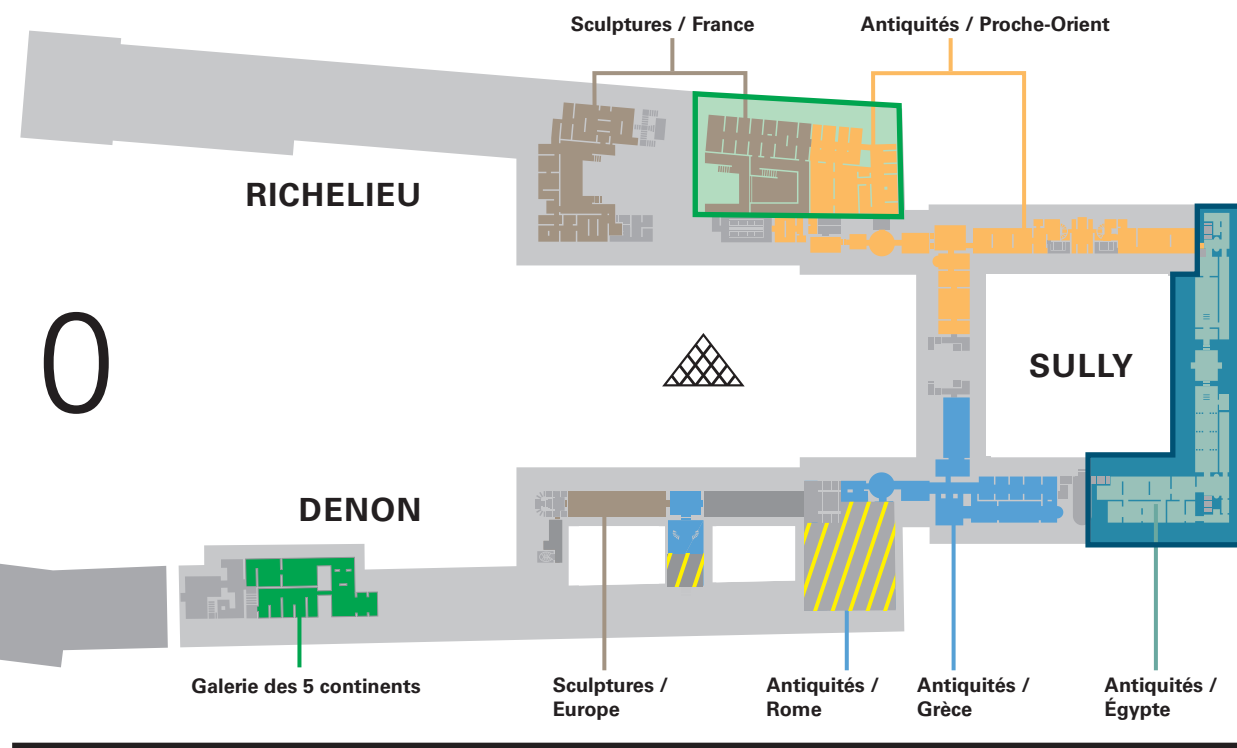 Sculptures / France
Antiquités / Proche-Orient
RICHELIEU
0
SULLY
DENON
Galerie des 5 continents
Sculptures /
Europe
Antiquités /
Rome
Antiquités /
Grèce
Antiquités /
Égypte